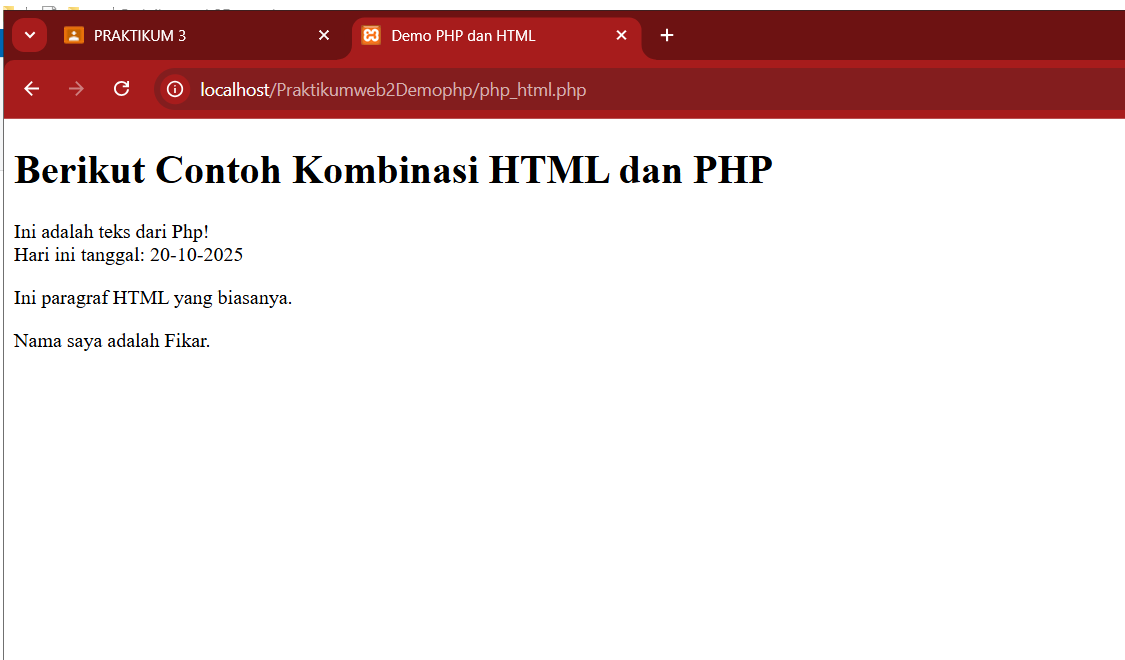 PRAKTIKUM 3
Demo PHP dan HTML
localhost/Praktikumweb2Demophp/php_html.php
Berikut Contoh Kombinasi HTML dan PHP
Ini adalah teks dari Php!
Hari ini tanggal: 20-10-2025
Ini paragraf HTML yang biasanya.
Nama saya adalah Fikar.